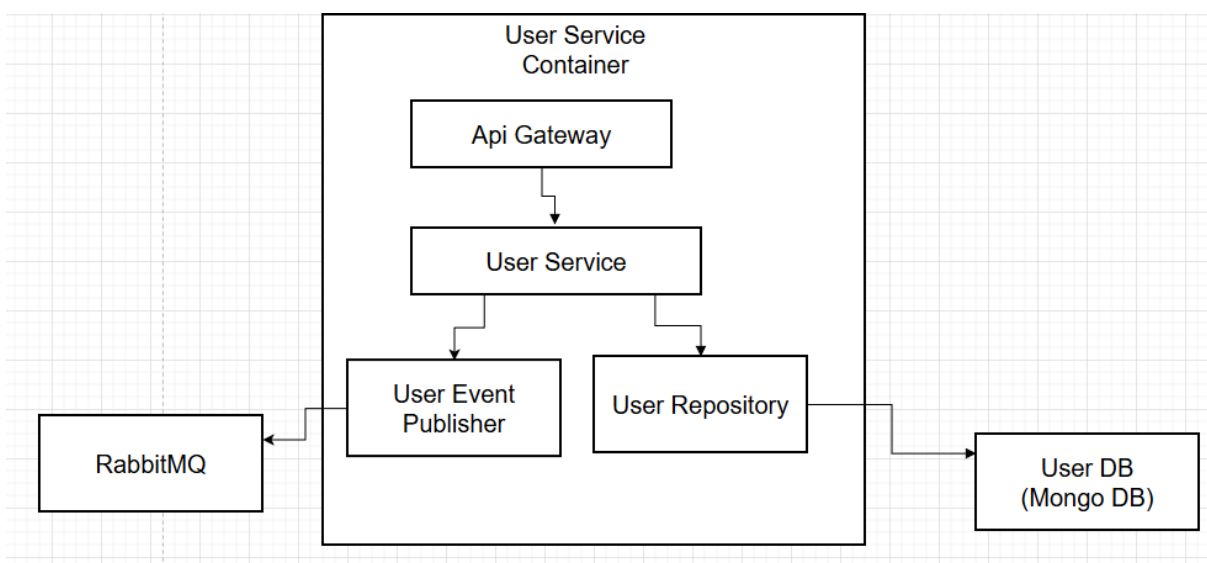 User Service
Container
Api Gateway
User Service
User Event
Publisher
User Repository
RabbitMQ
User DB
(Mongo DB)